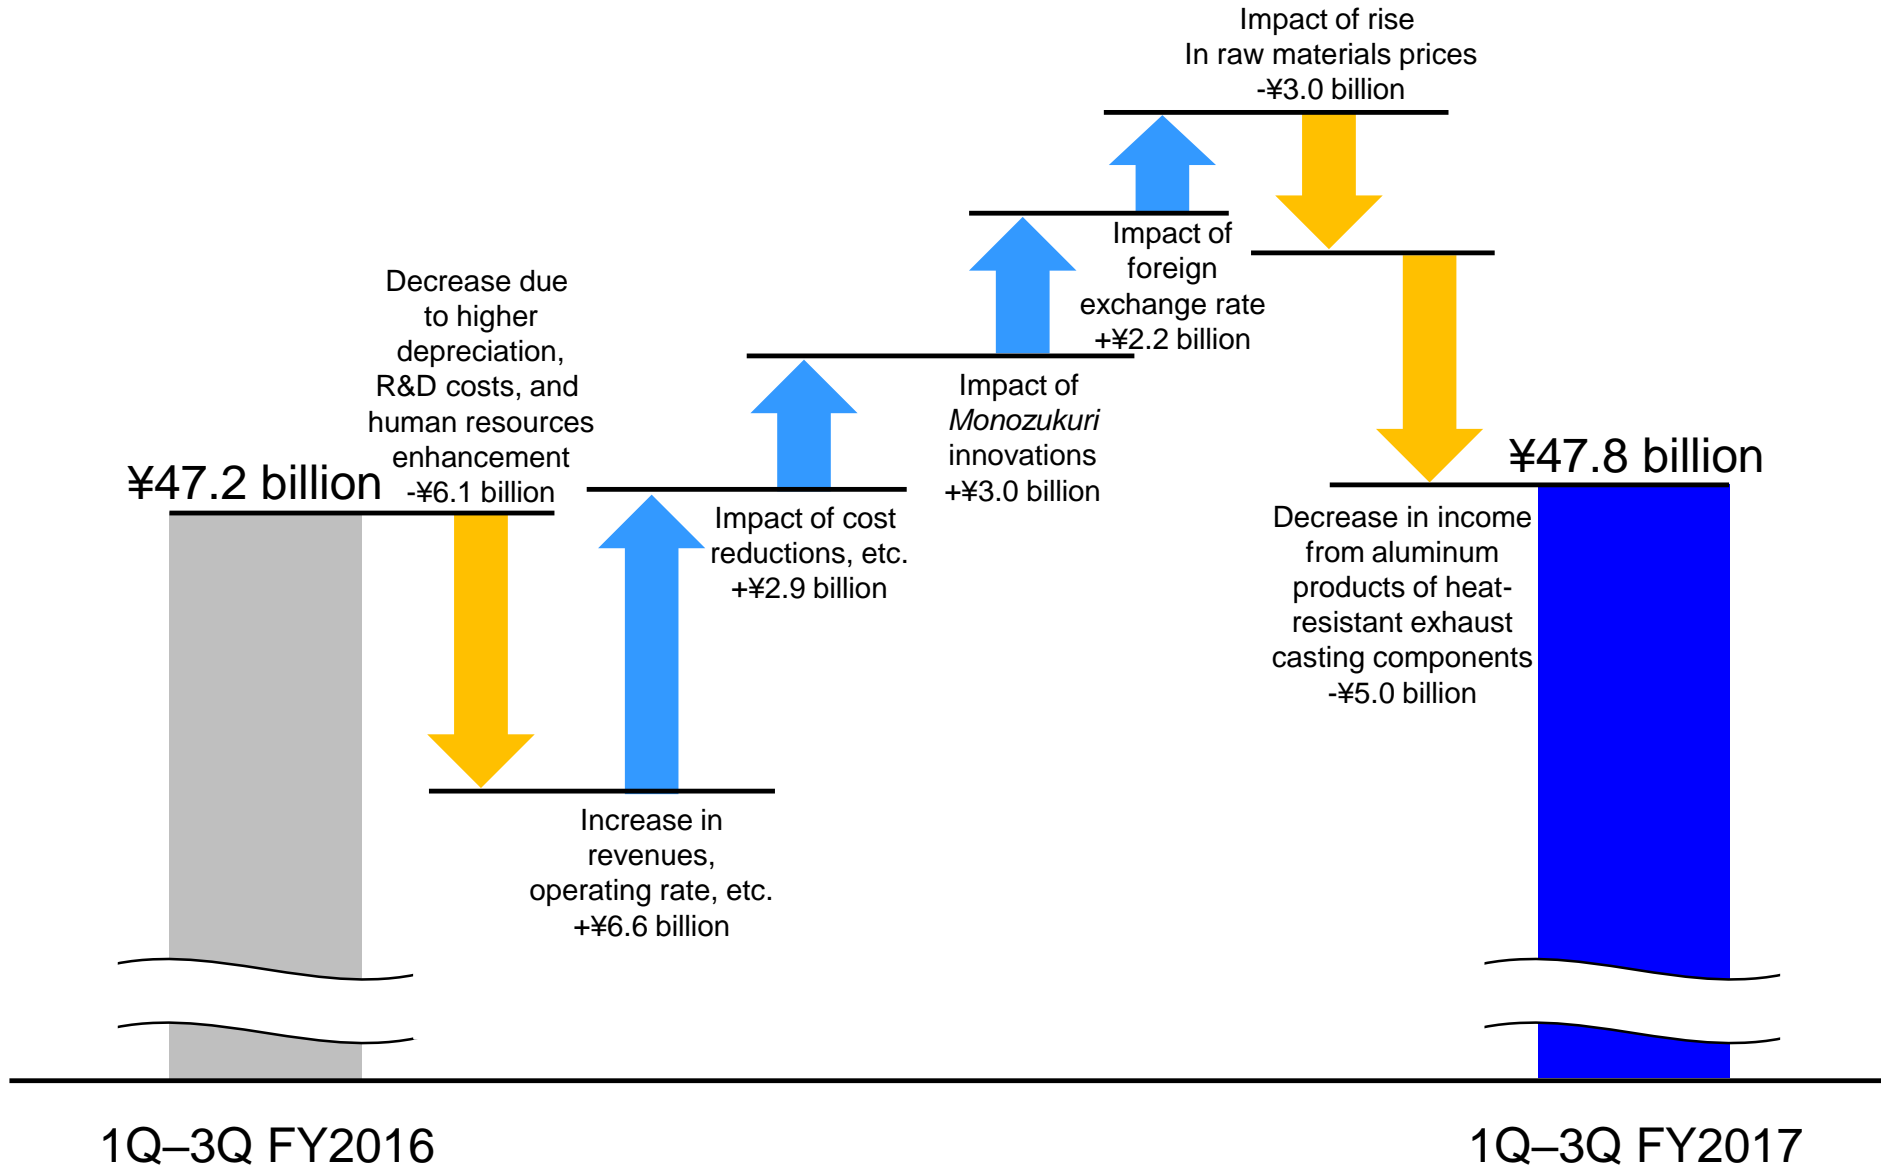 Impact of rise
In raw materials prices
-¥3.0 billion
Impact of
foreign
exchange rate
+¥2.2 billion
Decrease due
to higher
depreciation,
R&D costs, and
human resources
enhancement
-¥6.1 billion
¥47.2 billion
Impact of
Monozukuri
innovations
+¥3.0 billion
¥47.8 billion
Impact of cost
reductions, etc.
+¥2.9 billion
Decrease in income
from aluminum
products of heat-
resistant exhaust
casting components
-¥5.0 billion
Increase in
revenues,
operating rate, etc.
+¥6.6 billion
1Q–3Q FY2016
1Q–3Q FY2017